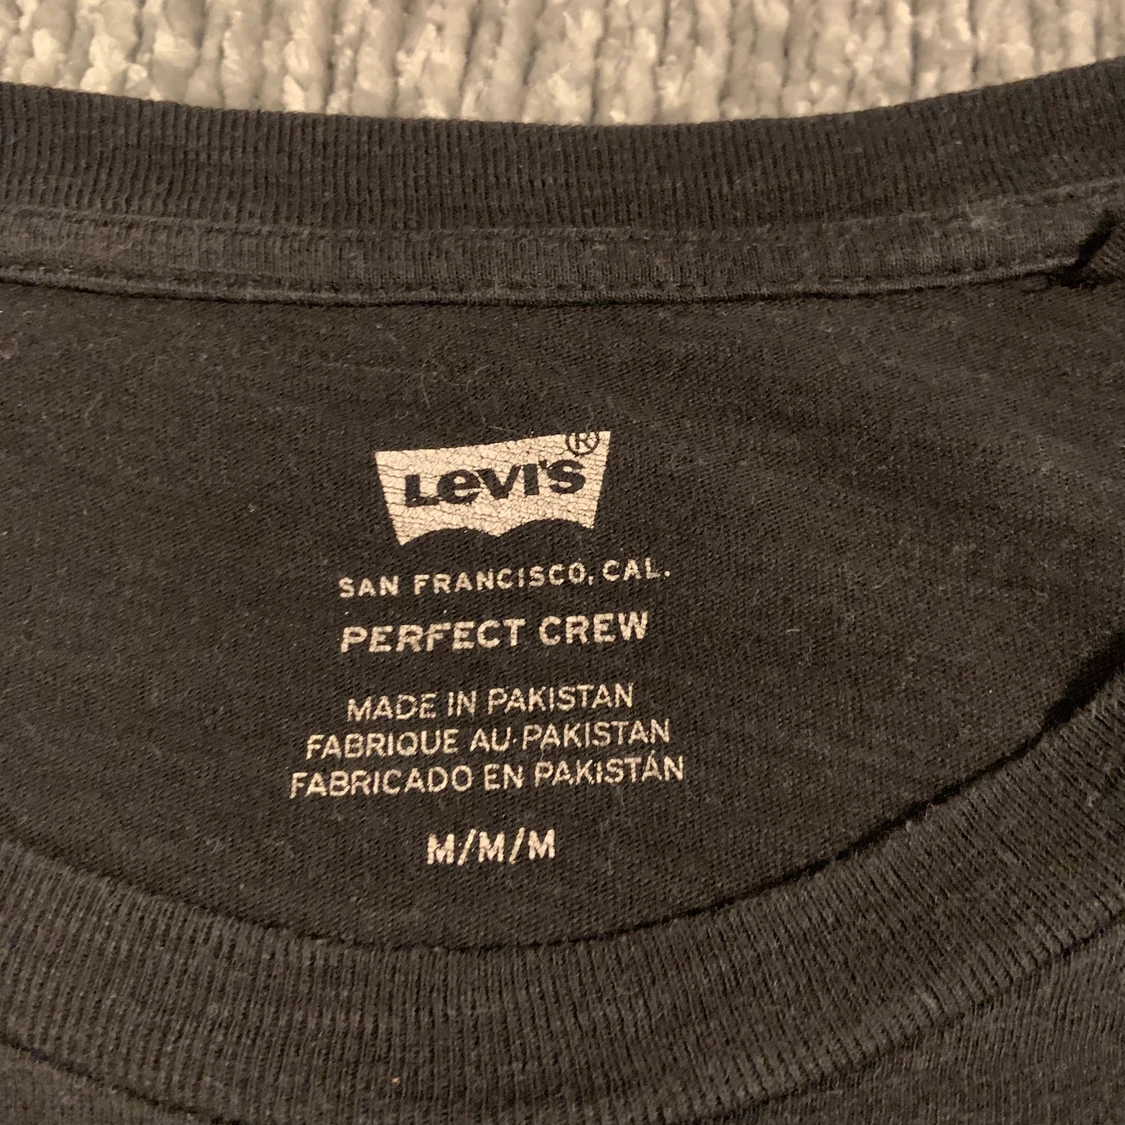 LEVI'S®
SAN FRANCISCO, CAL.
PERFECT CREW
MADE IN PAKISTAN
FABRIQUE AU PAKISTAN
FABRICADO EN PAKISTÁN
M/M/M